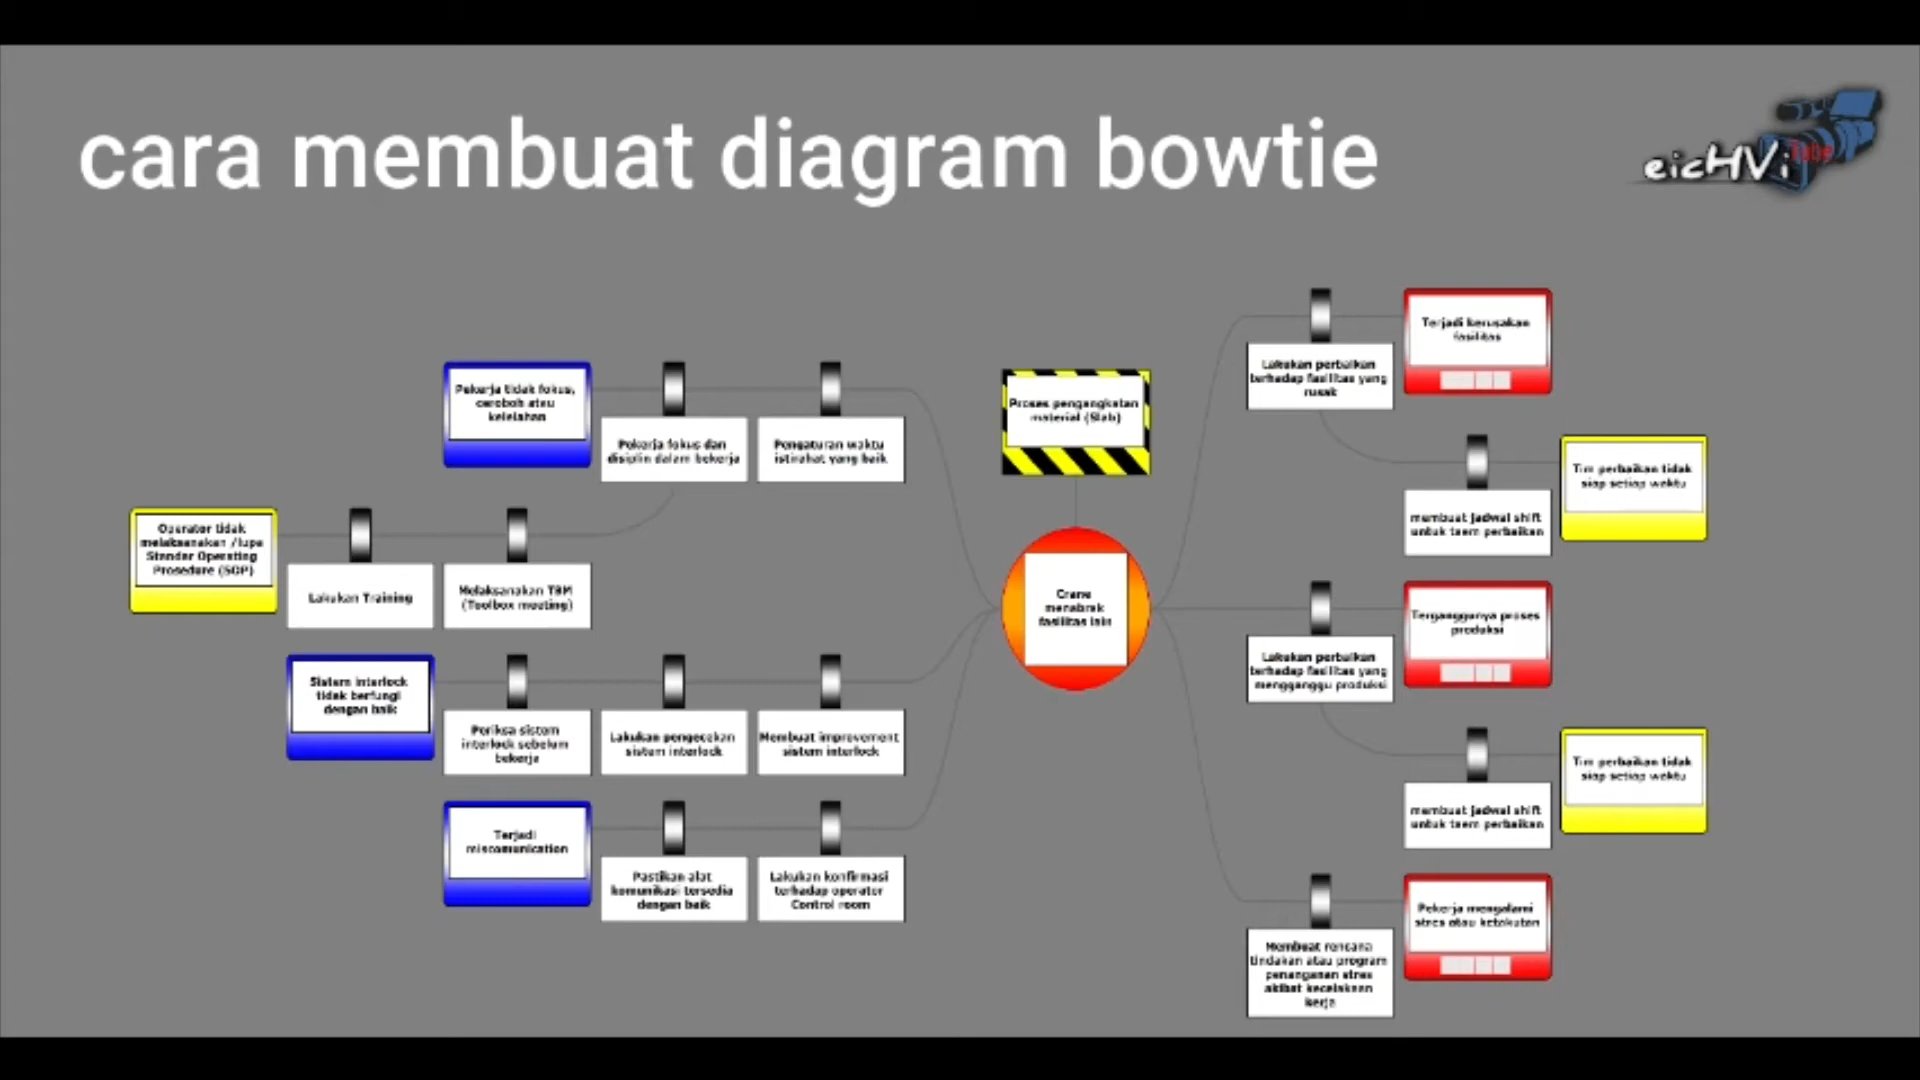 cara membuat diagram bowtie
eicHVi
Tube
Pekerja tidak fokus,
ceroboh atau
kelelahan
Pekerja fokus dan
disiplin dalam bekerja
Pengaturan waktu
istirahat yang baik
Operator tidak
melaksanakan /lupa
Standar Operating
Prosedure (SOP)
Lakukan Training
Melaksanakan TBM
(Toolbox meeting)
Sistem interlock
tidak berfungi
dengan baik
Periksa sistem
interlock sebelum
bekerja
Lakukan pengecekan
sistem interlock
Membuat improvement
sistem interlock
Terjadi
miscomunication
Pastikan alat
komunikasi tersedia
dengan baik
Lakukan konfirmasi
terhadap operator
Control room
Proses pengangkatan
material (Slab)
Crane
menabrak
fasilitas lain
Lakukan perbaikan
terhadap fasilitas yang
rusak
Terjadi kerusakan
fasilitas
membuat jadwal shift
untuk taem perbaikan
Tim perbaikan tidak
siap setiap waktu
Lakukan perbaikan
terhadap fasilitas yang
mengganggu produksi
Terganggunya proses
produksi
membuat jadwal shift
untuk taem perbaikan
Tim perbaikan tidak
siap setiap waktu
Membuat rencana
tindakan atau program
penanganan stres
akibat kecelakaan
kerja
Pekerja mengalami
stres atau ketakutan